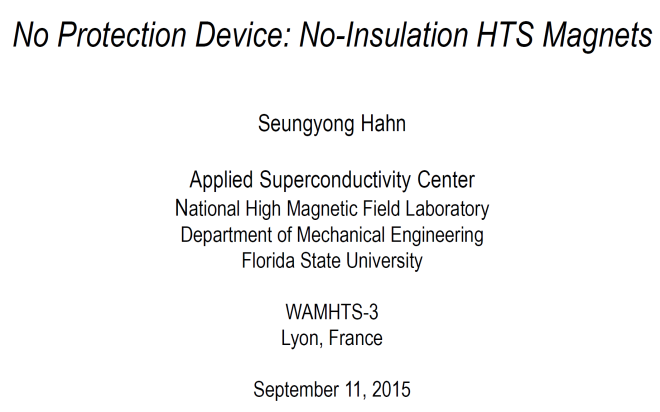 No Protection Device: No-Insulation HTS Magnets
Seungyong Hahn
Applied Superconductivity Center
National High Magnetic Field Laboratory
Department of Mechanical Engineering
Florida State University
WAMHTS-3
Lyon, France
September 11, 2015